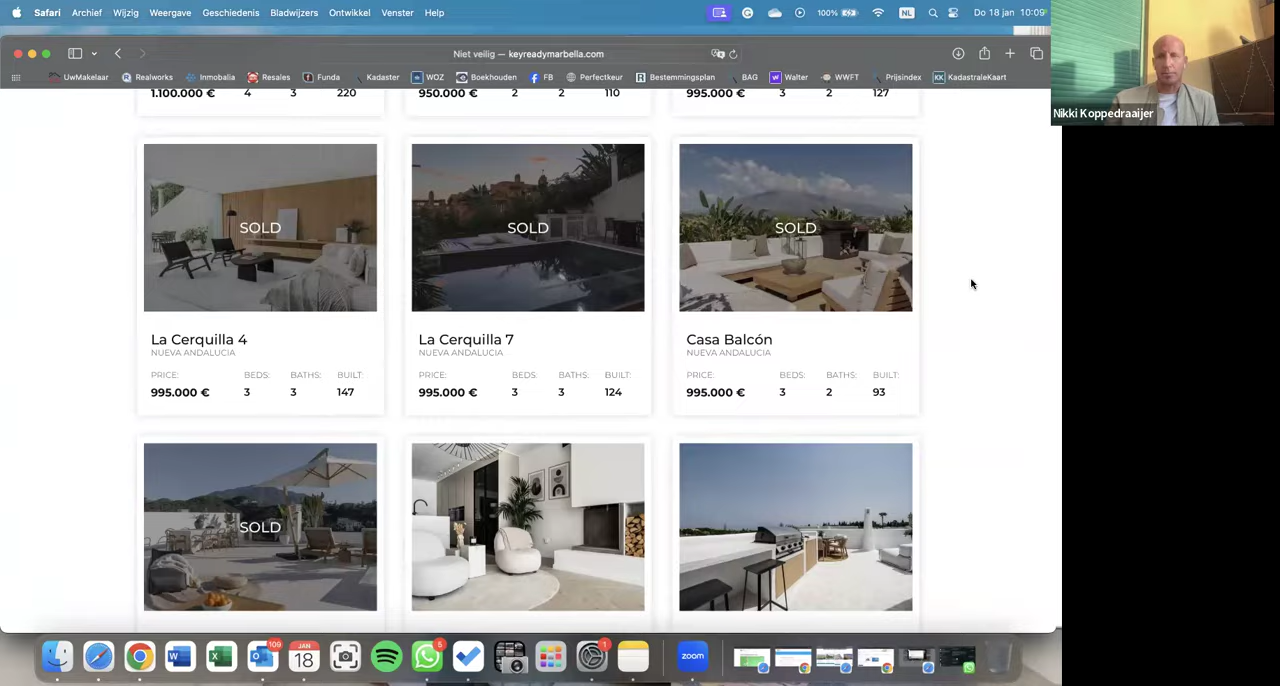 Safari Archief Wijzig Weergave Geschiedenis Bladwijzers Ontwikkel Venster Help 100% NL Do 18 jan 10:09
Niet veilig — keyreadymarbella.com
UwMakelaar Realworks Inmobalia Resales Funda Kadaster WOZ Boekhouden FB Perfectkeur Bestemmingsplan BAG Walter WWFT Prijsindex KadastraleKaart
Nikki Koppedraaijer
1.100.000 € 4 3 220
950.000 € 2 2 110
995.000 € 3 2 127
SOLD
La Cerquilla 4
NUEVA ANDALUCIA
PRICE: BEDS: BATHS: BUILT:
995.000 € 3 3 147
SOLD
La Cerquilla 7
NUEVA ANDALUCIA
PRICE: BEDS: BATHS: BUILT:
995.000 € 3 3 124
SOLD
Casa Balcón
NUEVA ANDALUCIA
PRICE: BEDS: BATHS: BUILT:
995.000 € 3 2 93
SOLD
109
JAN
18
5
1
zoom